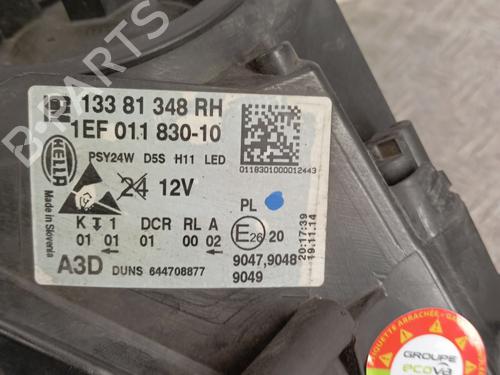 133 81 348 RH
1EF 011 830-10
PSY24W D5S H11 LED
0118301000012443
HELLA
Made in Slovenia
24 12V
PL
K 1 DCR RL A
01 01 01 00 02
E26 20
A3D DUNS 644708877
9047,9048
9049
20:17:39
19.11.14
B-PARTS
GROUPE
ecova